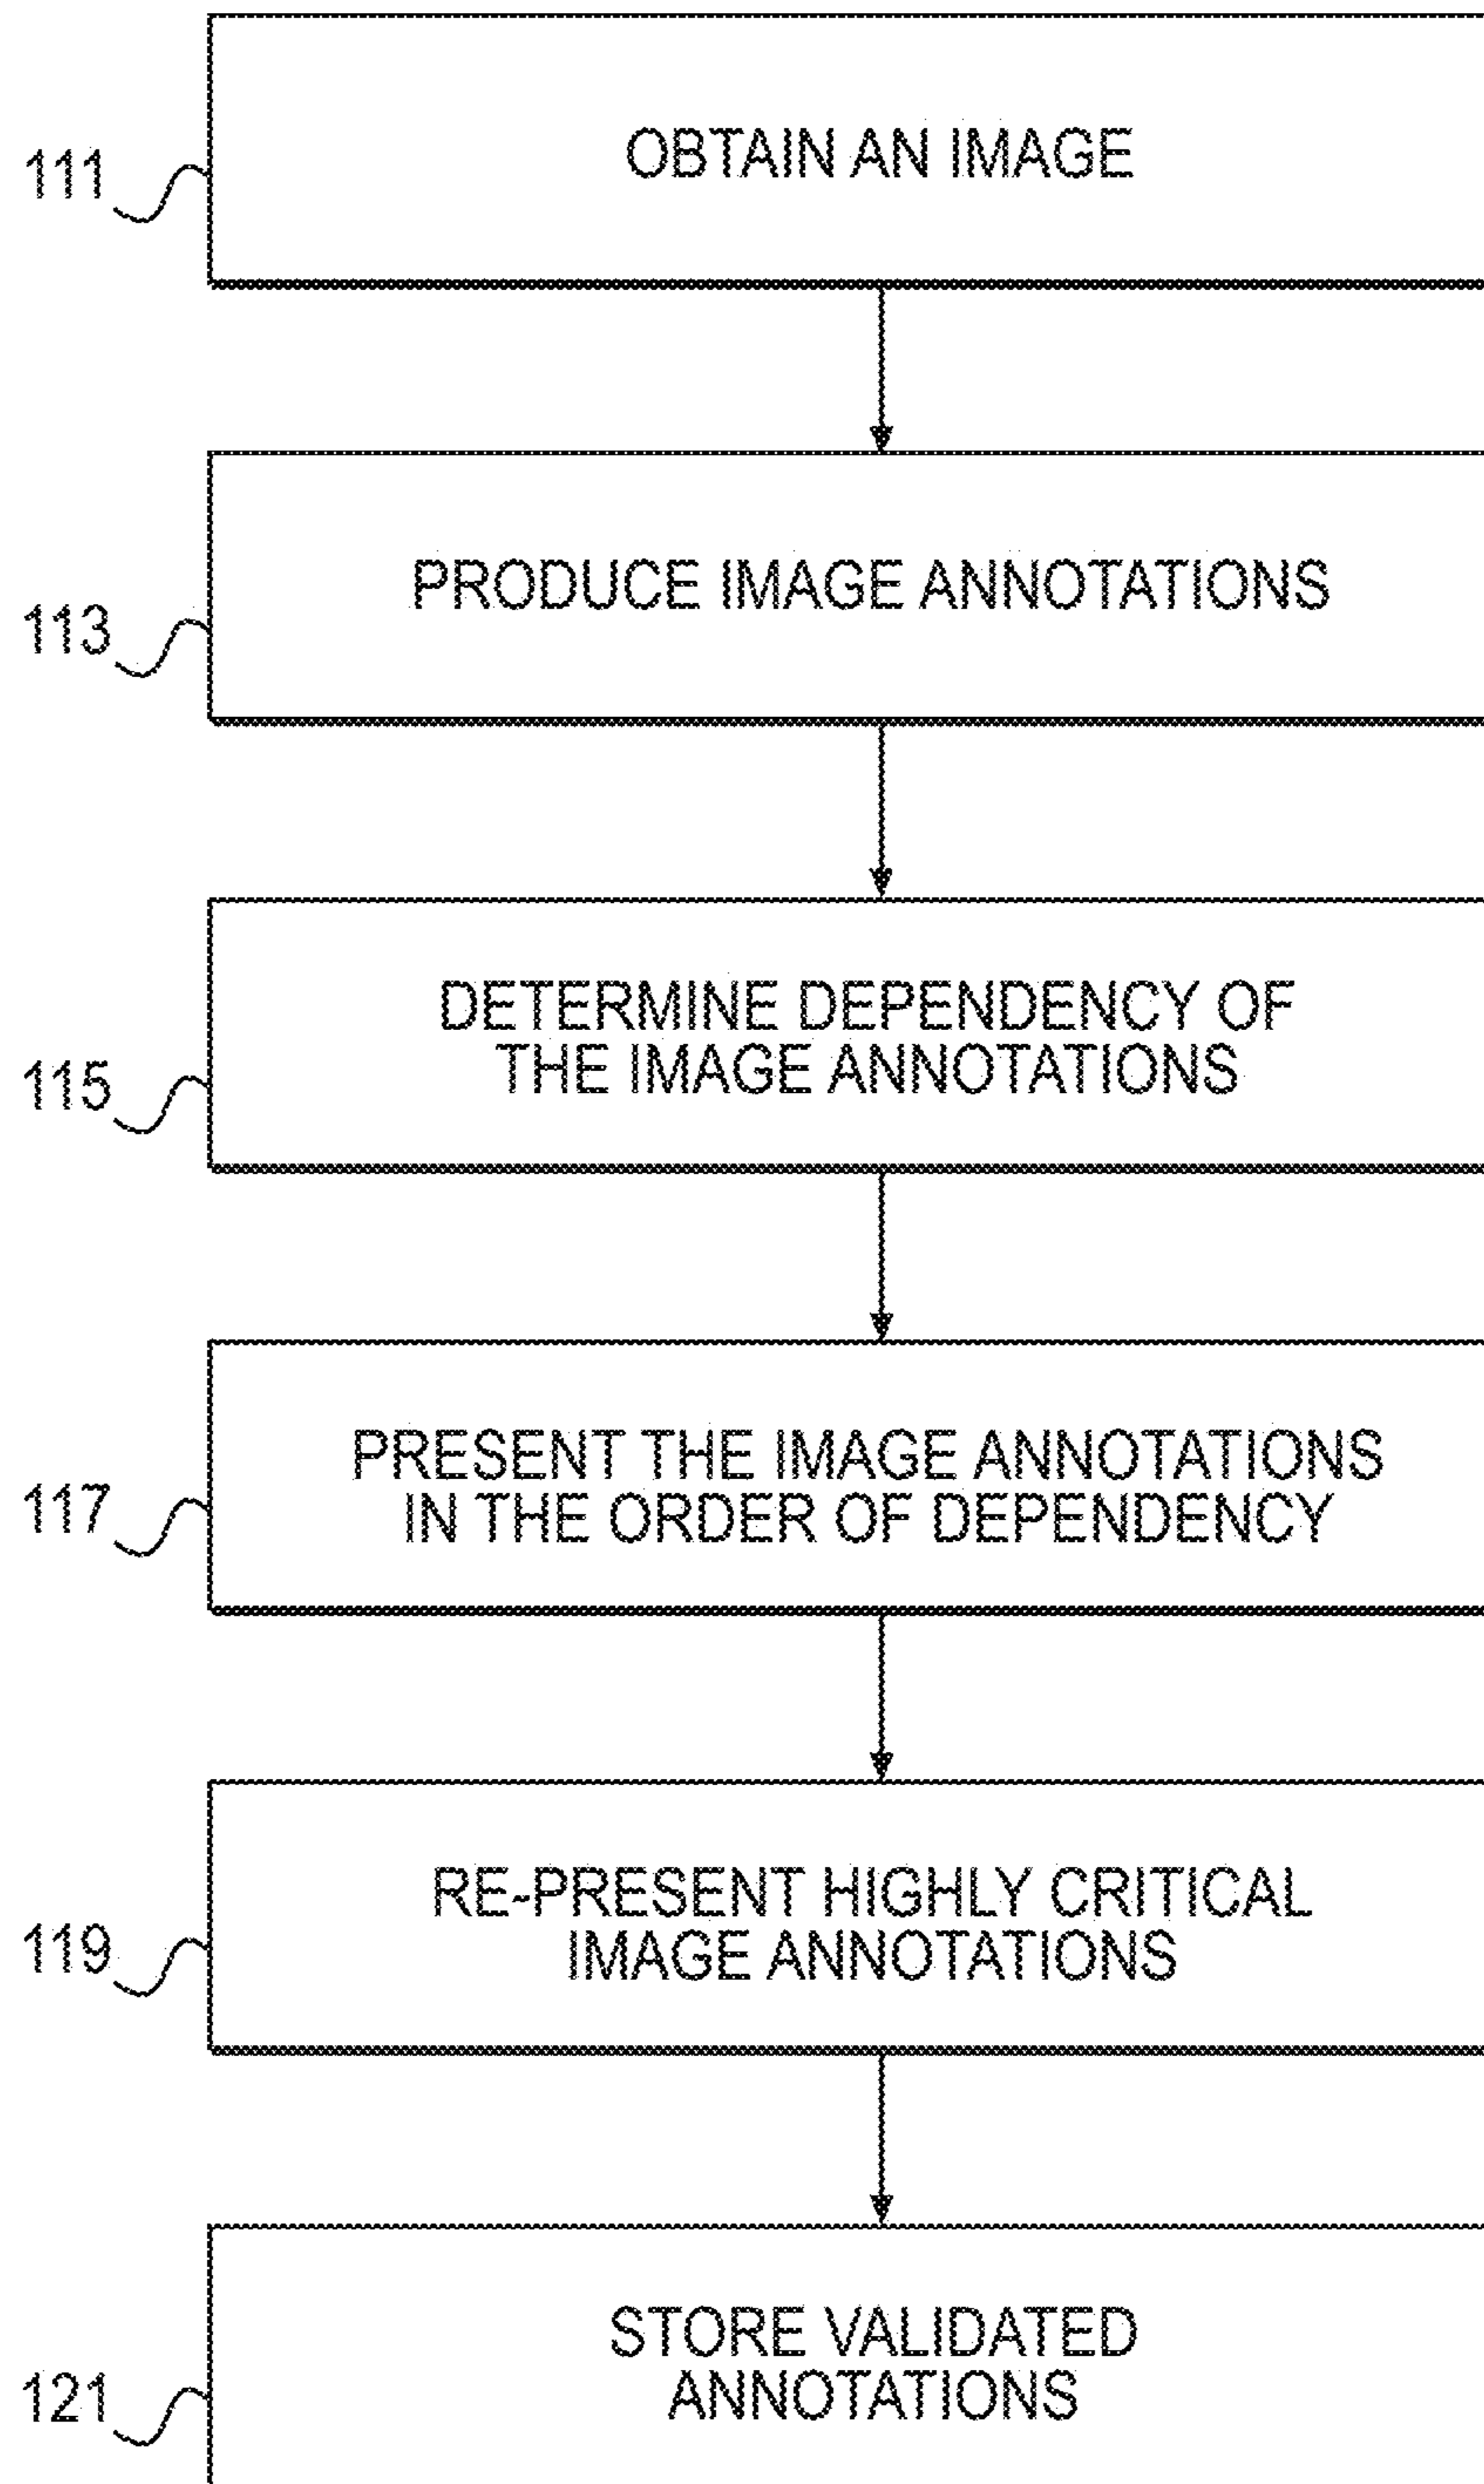 111
OBTAIN AN IMAGE
113
PRODUCE IMAGE ANNOTATIONS
115
DETERMINE DEPENDENCY OF
THE IMAGE ANNOTATIONS
117
PRESENT THE IMAGE ANNOTATIONS
IN THE ORDER OF DEPENDENCY
119
RE-PRESENT HIGHLY CRITICAL
IMAGE ANNOTATIONS
121
STORE VALIDATED
ANNOTATIONS